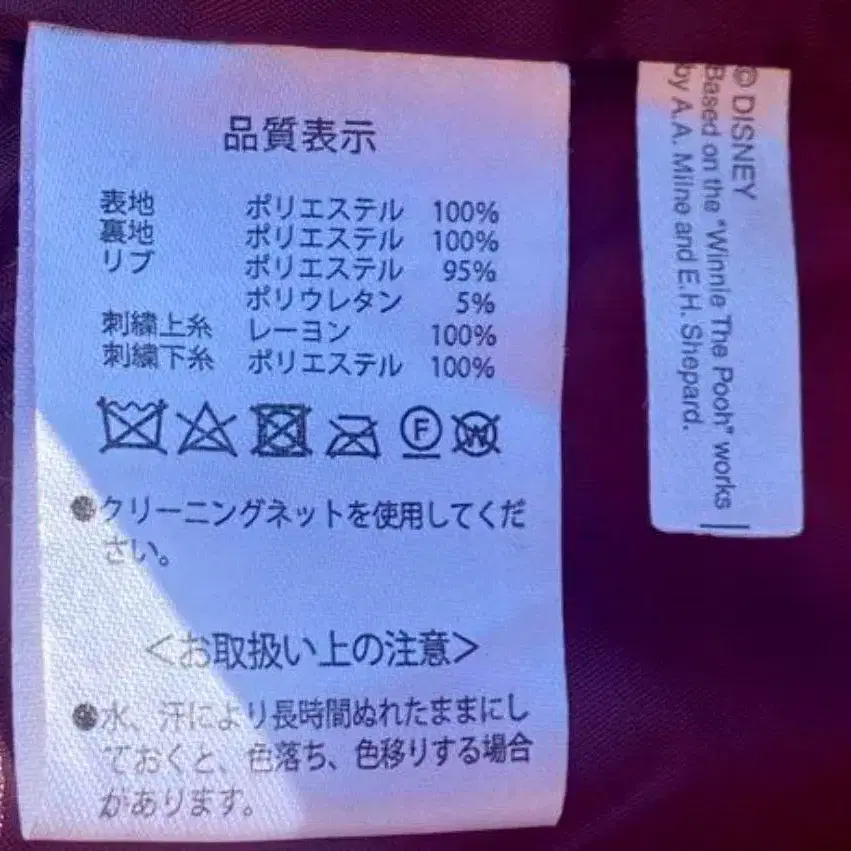 品質表示
表地 ポリエステル 100%
裏地 ポリエステル 100%
リブ ポリエステル 95%
ポリウレタン 5%
刺繍上糸 レーヨン 100%
刺繍下糸 ポリエステル 100%
F W
●クリーニングネットを使用してくだ
さい。
<お取扱い上の注意>
●水、汗により長時間ぬれたままにし
ておくと、色落ち、色移りする場合
があります。
© DISNEY
Based on the "Winnie The Pooh" works
by A.A. Milne and E.H. Shepard.